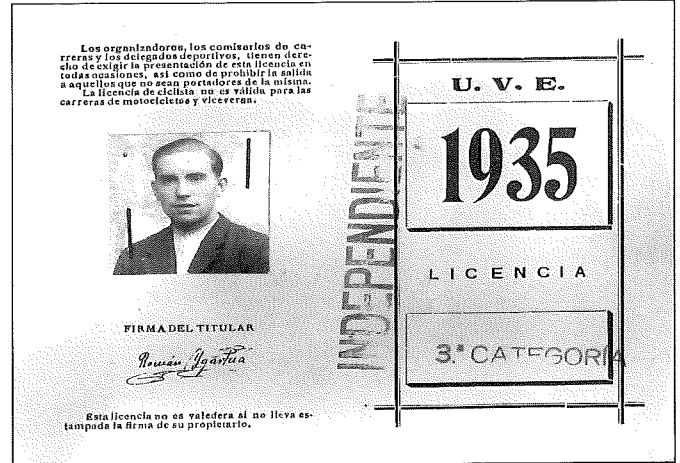 Los organizadores, los comisarios de ca-
rreras y los delegados deportivos, tienen dere-
cho de exigir la presentación de esta licencia en
todas ocasiones, así como de prohibir la salida
a aquellos que no sean portadores de la misma.
La licencia de ciclista no es válida para las
carreras de motocicletos y viceversa.
FIRMA DEL TITULAR
Roman Ygartua
Esta licencia no es valedera si no lleva es-
tampada la firma de su propietario.
INDEPENDIENTE
U. V. E.
1935
LICENCIA
3.ª CATEGORÍA